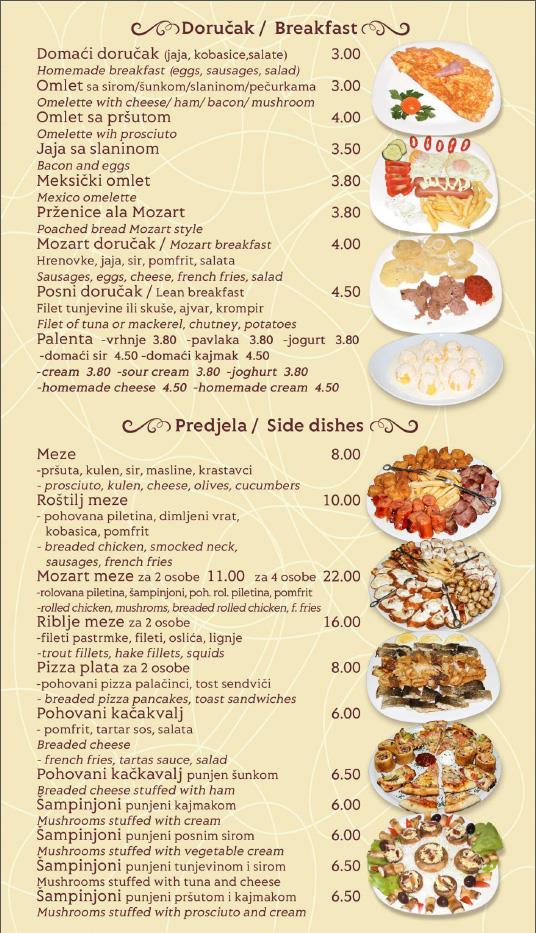 Doručak / Breakfast
Domaći doručak (jaja, kobasice,salate) 3.00
Homemade breakfast (eggs, sausages, salad)
Omlet sa sirom/šunkom/slaninom/pečurkama 3.00
Omelette with cheese/ ham/ bacon/ mushroom
Omlet sa pršutom 4.00
Omelette wih prosciuto
Jaja sa slaninom 3.50
Bacon and eggs
Meksički omlet 3.80
Mexico omelette
Prženice ala Mozart 3.80
Poached bread Mozart style
Mozart doručak / Mozart breakfast 4.00
Hrenovke, jaja, sir, pomfrit, salata
Sausages, eggs, cheese, french fries, salad
Posni doručak / Lean breakfast 4.50
Filet tunjevine ili skuše, ajvar, krompir
Filet of tuna or mackerel, chutney, potatoes
Palenta -vrhnje 3.80 -pavlaka 3.80 -jogurt 3.80
-domaći sir 4.50 -domaći kajmak 4.50
-cream 3.80 -sour cream 3.80 -joghurt 3.80
-homemade cheese 4.50 -homemade cream 4.50
Predjela / Side dishes
Meze 8.00
-pršuta, kulen, sir, masline, krastavci
- prosciuto, kulen, cheese, olives, cucumbers
Roštilj meze 10.00
- pohovana piletina, dimljeni vrat,
kobasica, pomfrit
- breaded chicken, smocked neck,
sausages, french fries
Mozart meze za 2 osobe 11.00 za 4 osobe 22.00
-rolovana piletina, šampinjoni, poh. rol. piletina, pomfrit
-rolled chicken, mushroms, breaded rolled chicken, f. fries
Riblje meze za 2 osobe 16.00
-fileti pastrmke, fileti, oslića, lignje
-trout fillets, hake fillets, squids
Pizza plata za 2 osobe 8.00
-pohovani pizza palačinci, tost sendviči
- breaded pizza pancakes, toast sandwiches
Pohovani kačakvalj 6.00
- pomfrit, tartar sos, salata
Breaded cheese
- french fries, tartas sauce, salad
Pohovani kačkavalj punjen šunkom 6.50
Breaded cheese stuffed with ham
Šampinjoni punjeni kajmakom 6.00
Mushrooms stuffed with cream
Šampinjoni punjeni posnim sirom 6.00
Mushrooms stuffed with vegetable cream
Šampinjoni punjeni tunjevinom i sirom 6.50
Mushrooms stuffed with tuna and cheese
Šampinjoni punjeni pršutom i kajmakom 6.50
Mushrooms stuffed with prosciuto and cream